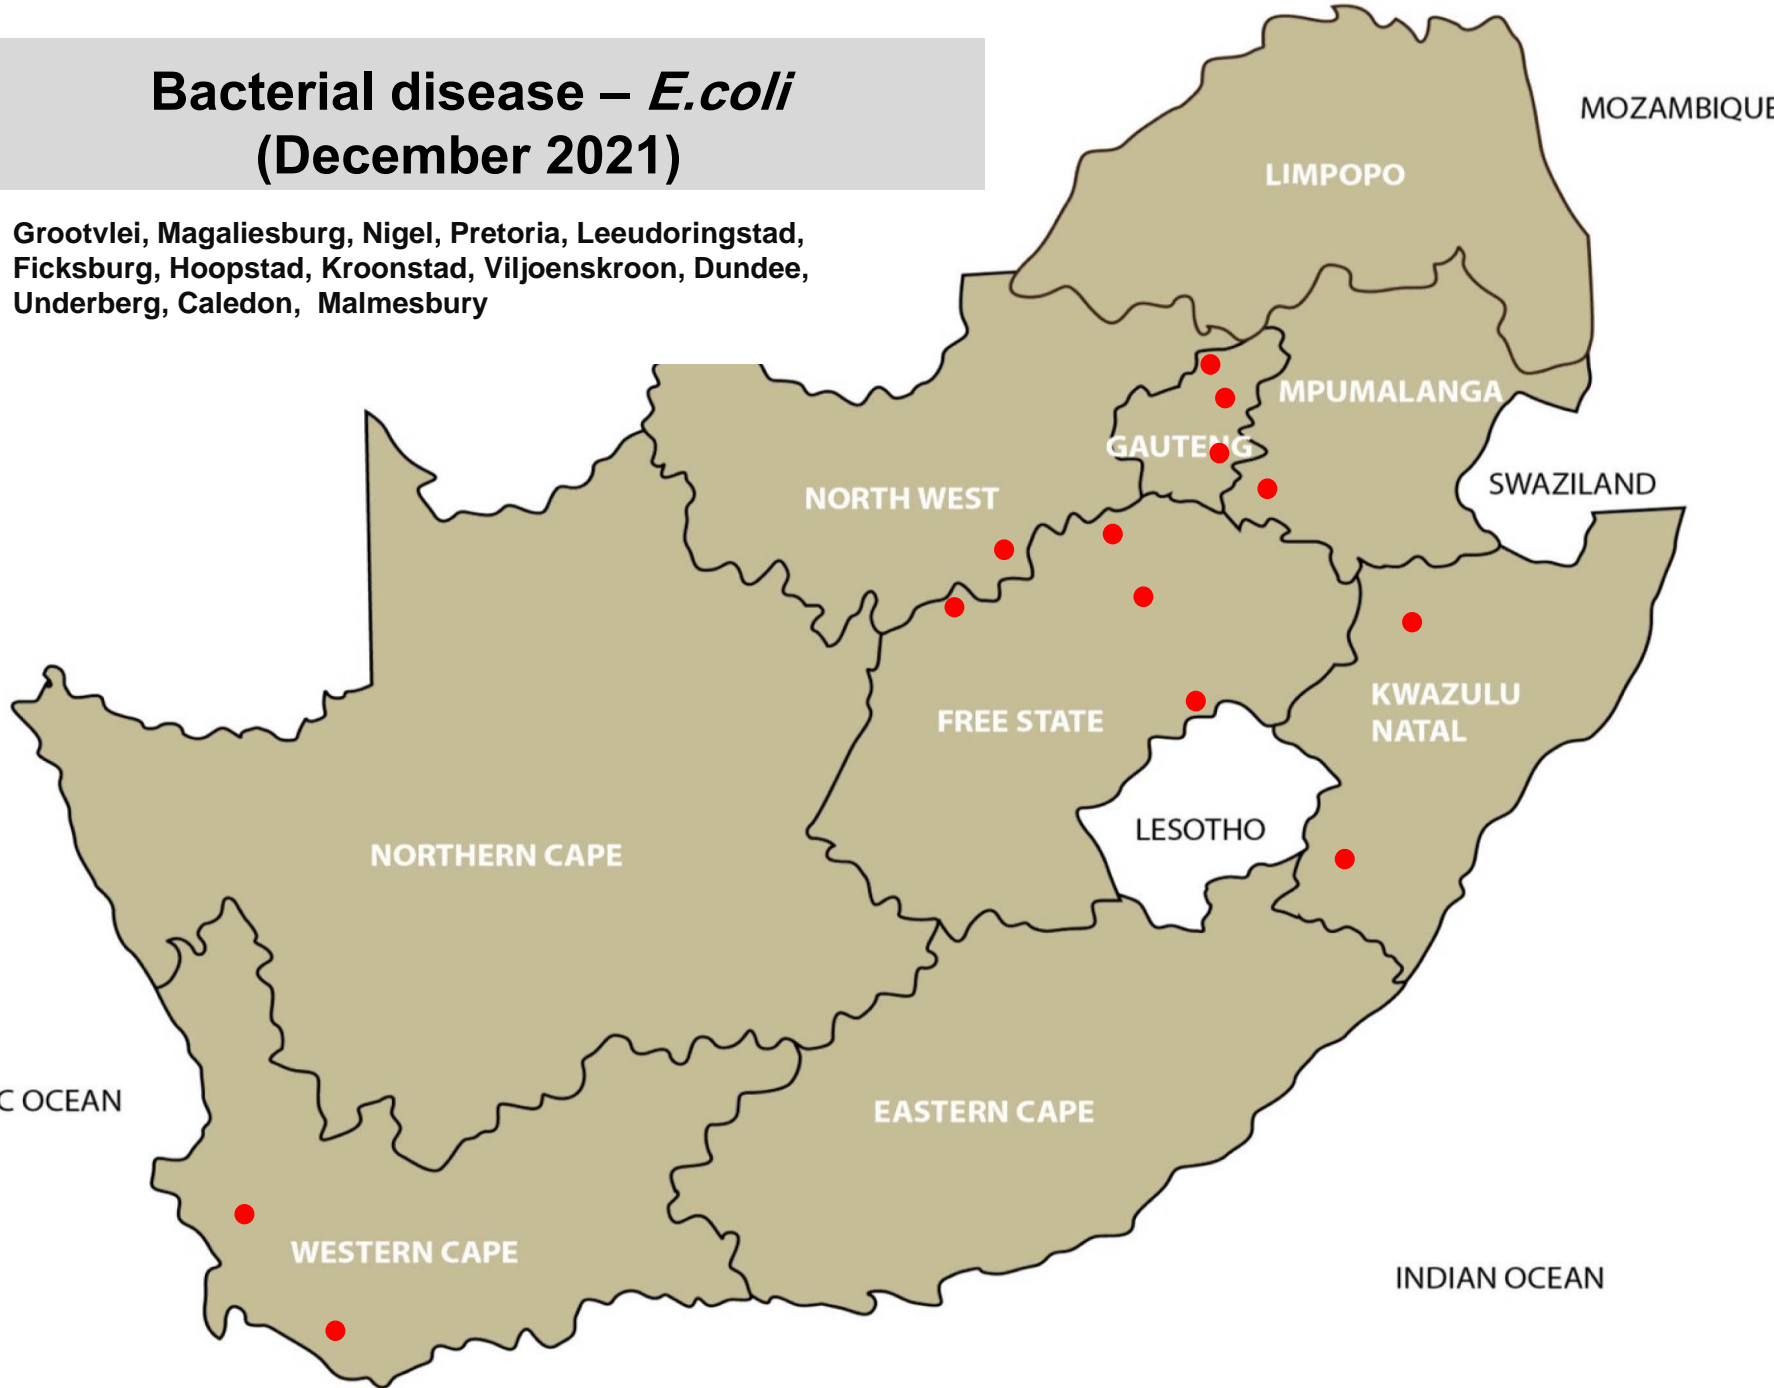 Bacterial disease – E.coli
(December 2021)
Grootvlei, Magaliesburg, Nigel, Pretoria, Leeudoringstad,
Ficksburg, Hoopstad, Kroonstad, Viljoenskroon, Dundee,
Underberg, Caledon, Malmesbury
MOZAMBIQUE
LIMPOPO
MPUMALANGA
GAUTENG
SWAZILAND
NORTH WEST
KWAZULU
NATAL
FREE STATE
LESOTHO
NORTHERN CAPE
C OCEAN
EASTERN CAPE
WESTERN CAPE
INDIAN OCEAN